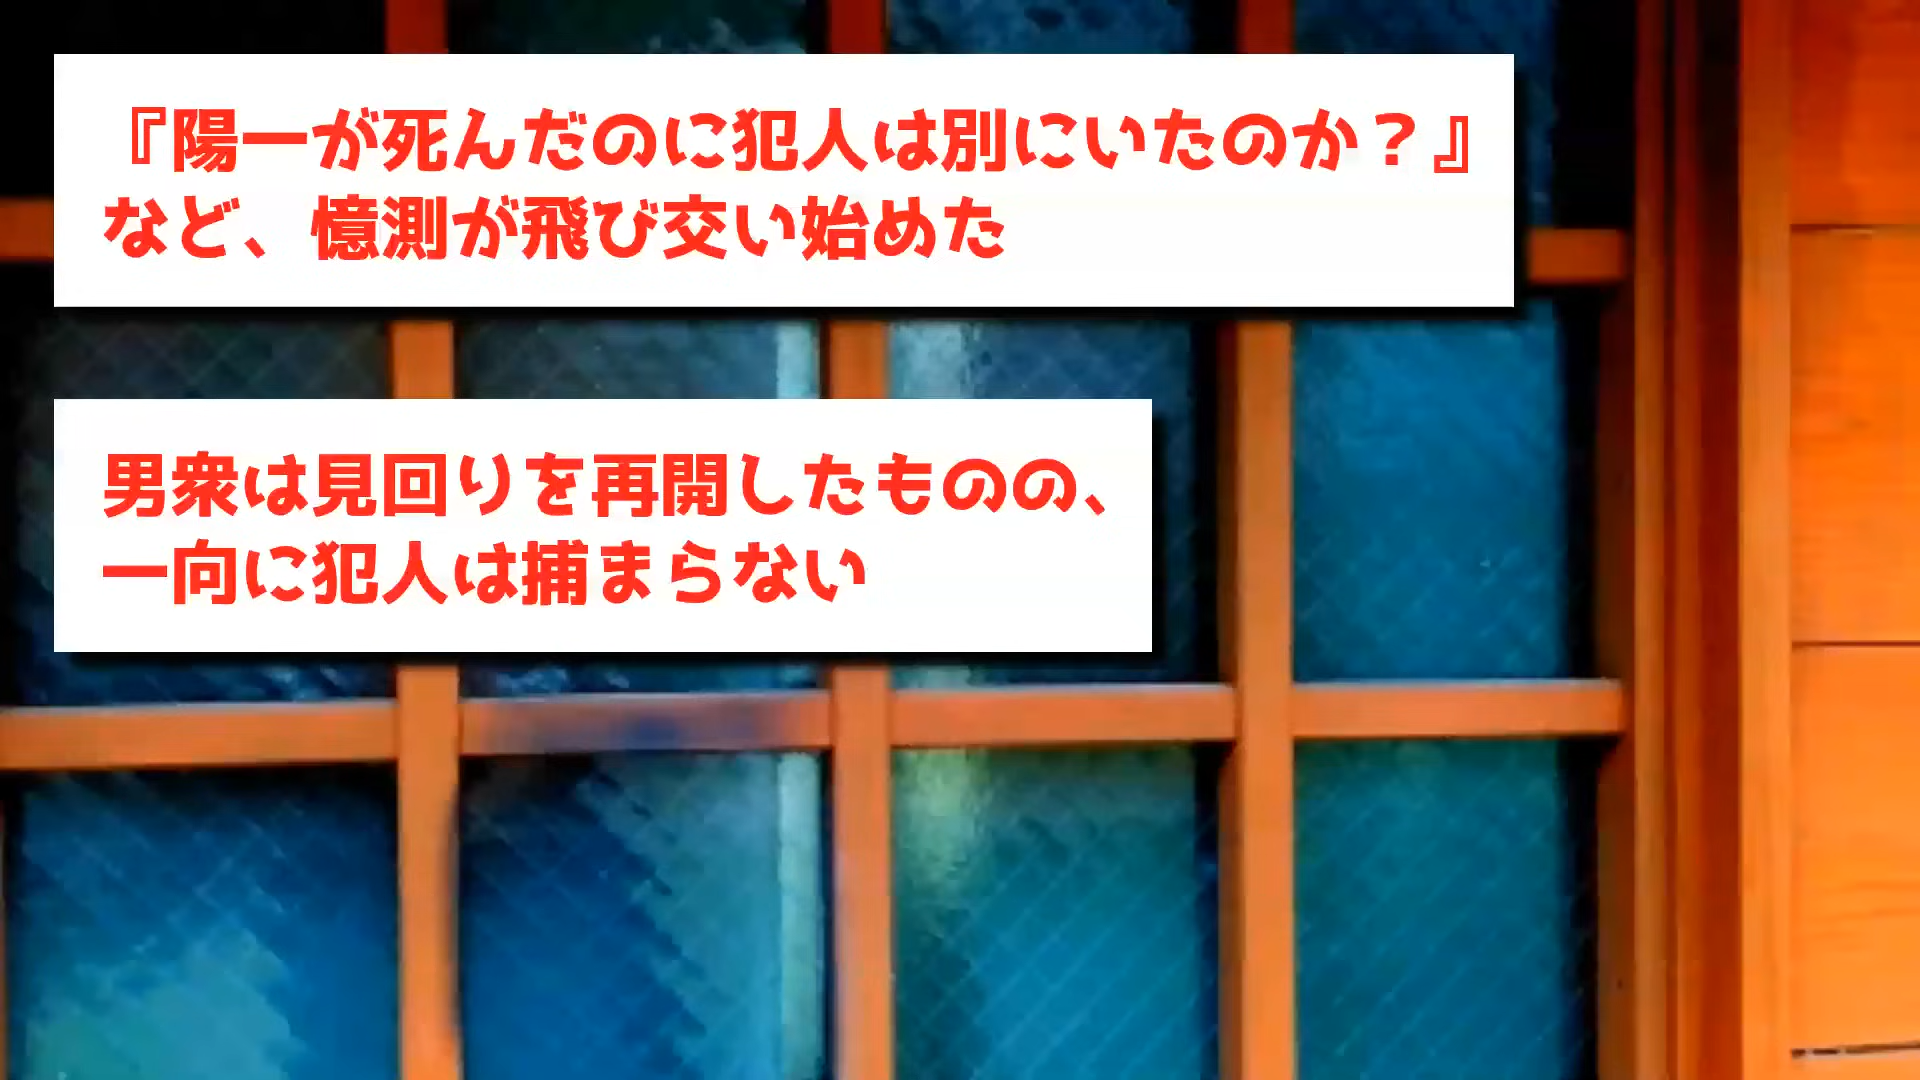 『陽一が死んだのに犯人は別にいたのか？』
など、憶測が飛び交い始めた
男衆は見回りを再開したものの、
一向に犯人は捕まらない